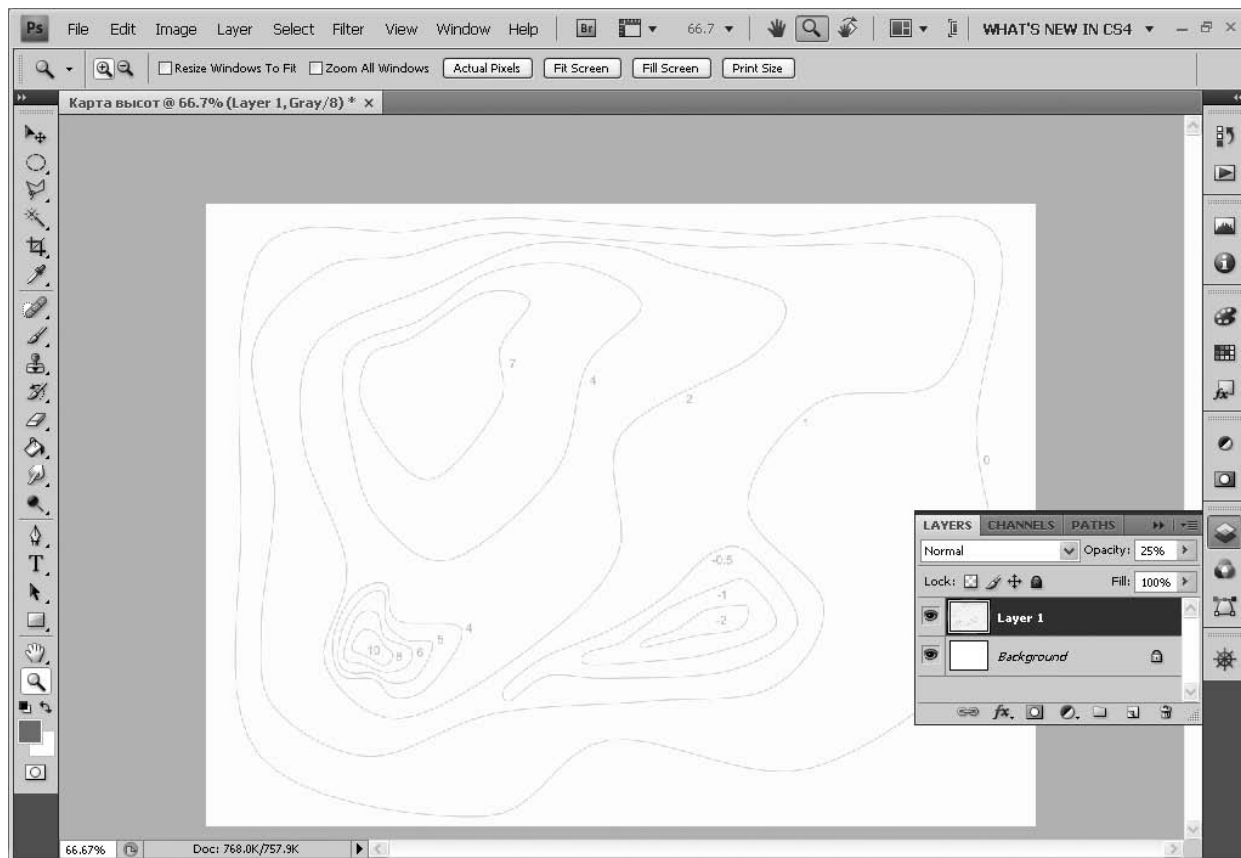 Ps File Edit Image Layer Select Filter View Window Help Br 66.7 WHAT'S NEW IN CS4
Resize Windows To Fit Zoom All Windows Actual Pixels Fit Screen Fill Screen Print Size
Карта высот @ 66.7% (Layer 1, Gray/8) *
7
4
2
1
0
-0.5
-1
-2
4
5
6
8
10
LAYERS CHANNELS PATHS
Normal Opacity: 25%
Lock: Fill: 100%
Layer 1
Background
fx
T
66.67% Doc: 768.0K/757.9K